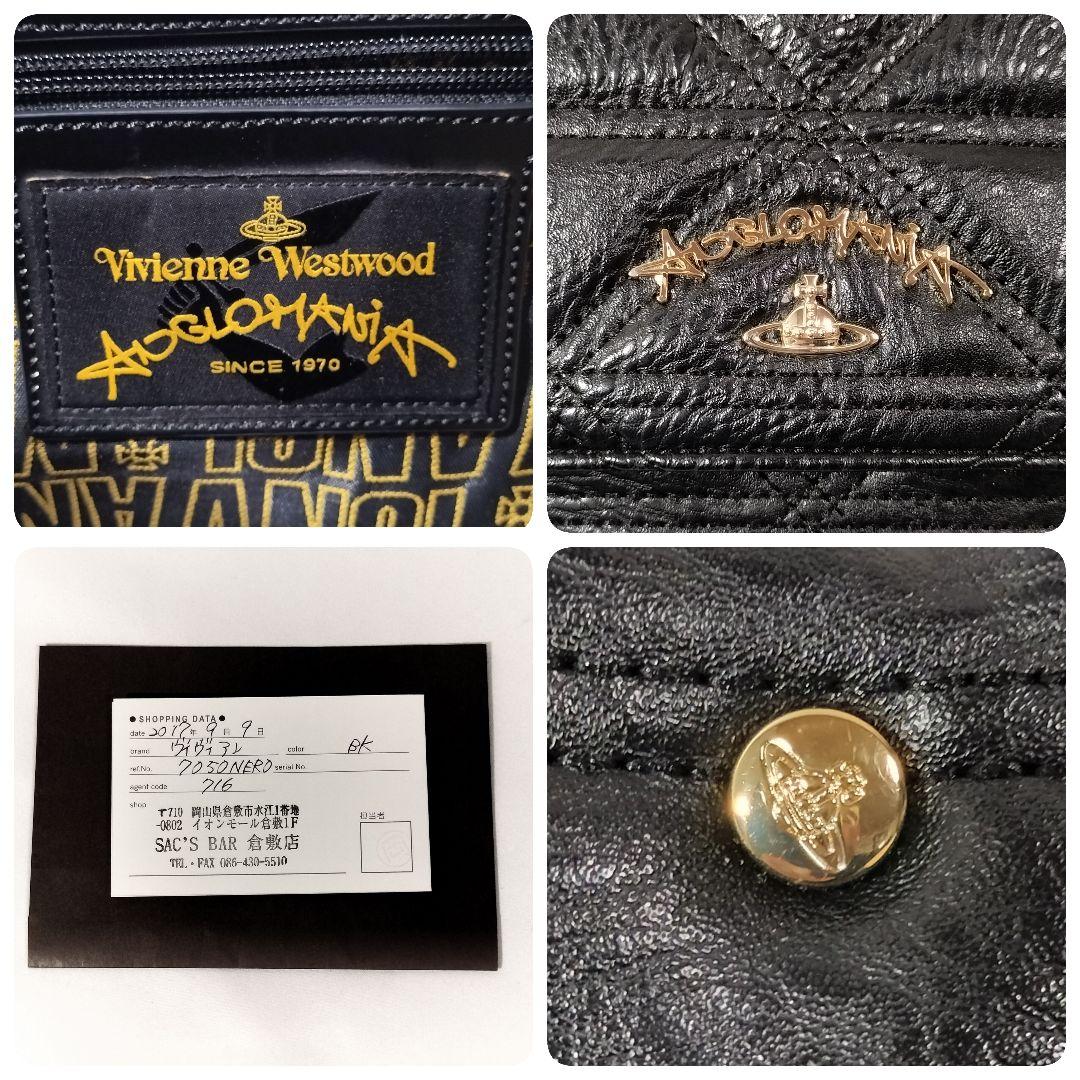 Vivienne Westwood
ANGLOMANIA
SINCE 1970
ANGLOMANIA
● SHOPPING DATA ●
date 2017年9月9日
brand ヴィヴィアン color BK
ref.No. 7050NERO serial No.
agent code 716
shop
〒710 岡山県倉敷市水江1番地
-0802 イオンモール倉敷1F
SAC'S BAR 倉敷店
TEL・FAX 086-430-5510
担当者